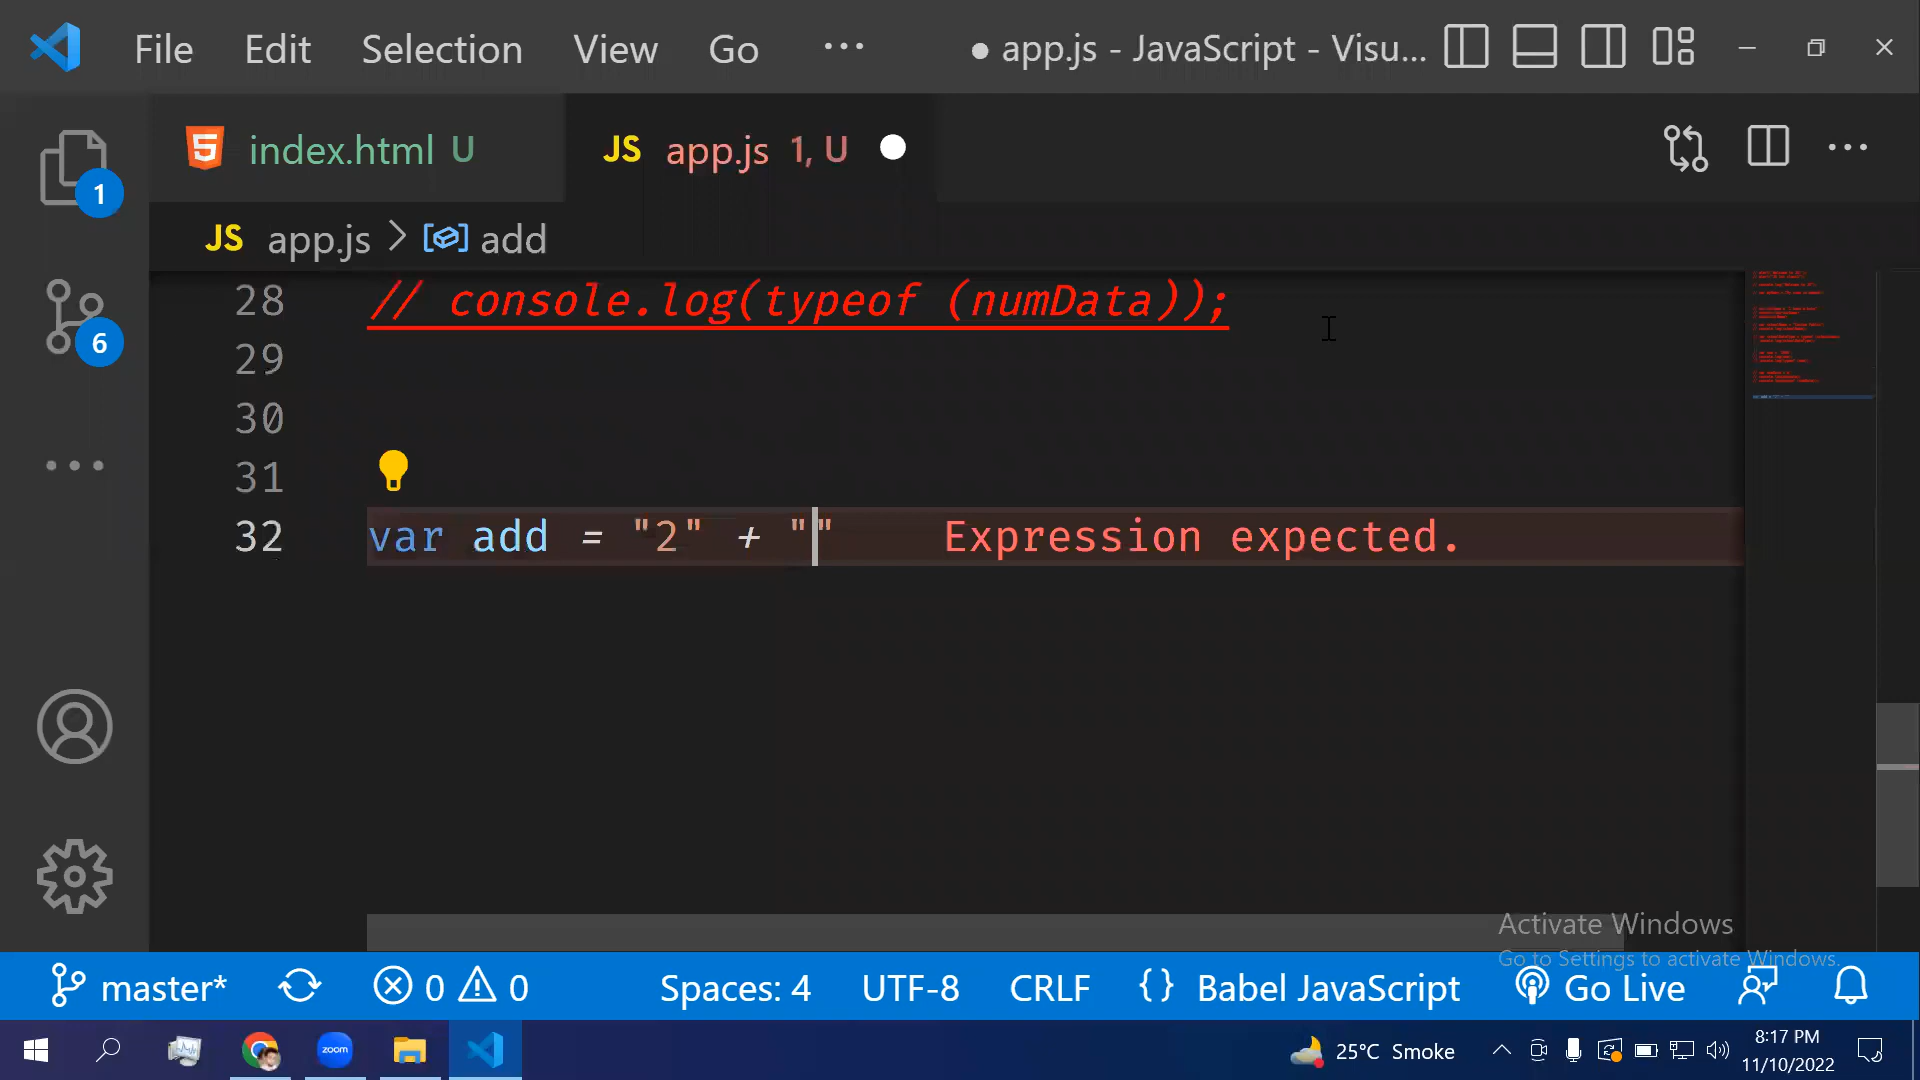 File Edit Selection View Go ··· ● app.js - JavaScript - Visu...
index.html U JS app.js 1, U
JS app.js > add
1
28 // console.log(typeof (numData));
6
29
30
31
32 var add = "2" + "" Expression expected.
Activate Windows
Go to Settings to activate Windows.
master* 0 0 Spaces: 4 UTF-8 CRLF {} Babel JavaScript Go Live
zoom 25°C Smoke 8:17 PM
11/10/2022